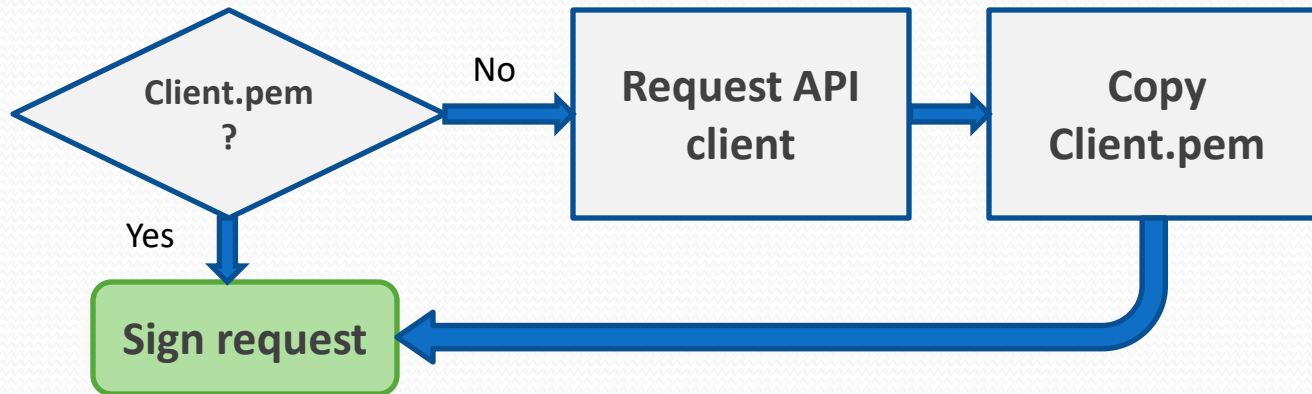 Client.pem
?
No
Request API
client
Copy
Client.pem
Yes
Sign request